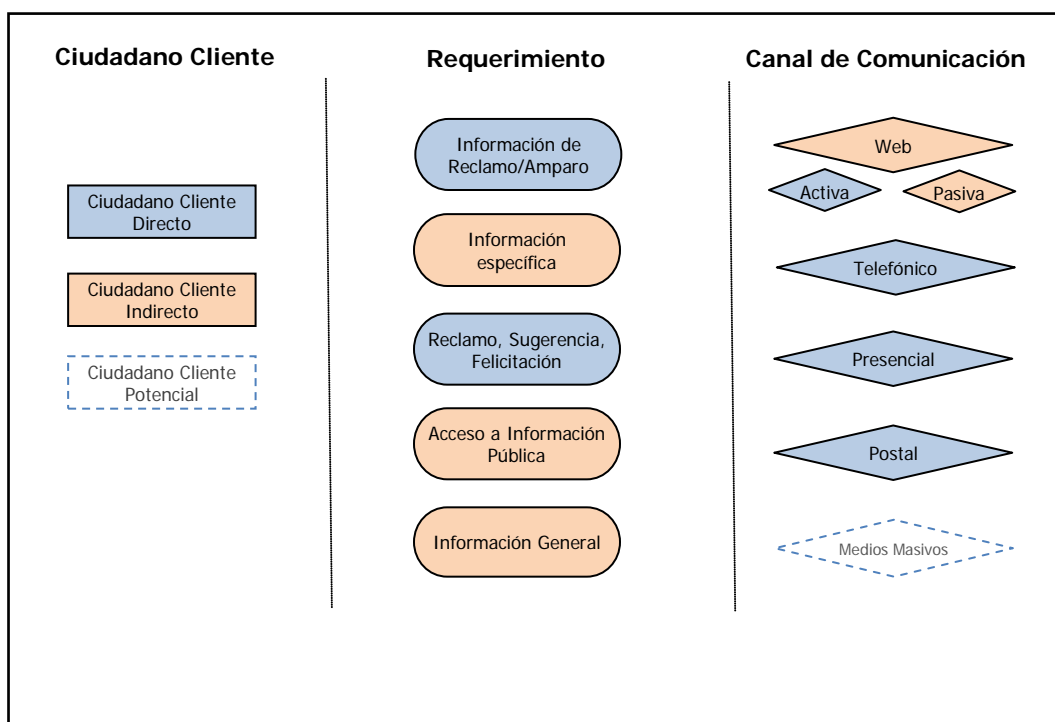 Ciudadano Cliente
Ciudadano Cliente
Directo
Ciudadano Cliente
Indirecto
Ciudadano Cliente
Potencial
Requerimiento
Información de
Reclamo/Amparo
Información
específica
Reclamo, Sugerencia,
Felicitación
Acceso a Información
Pública
Información General
Canal de Comunicación
Web
Activa
Pasiva
Telefónico
Presencial
Postal
Medios Masivos